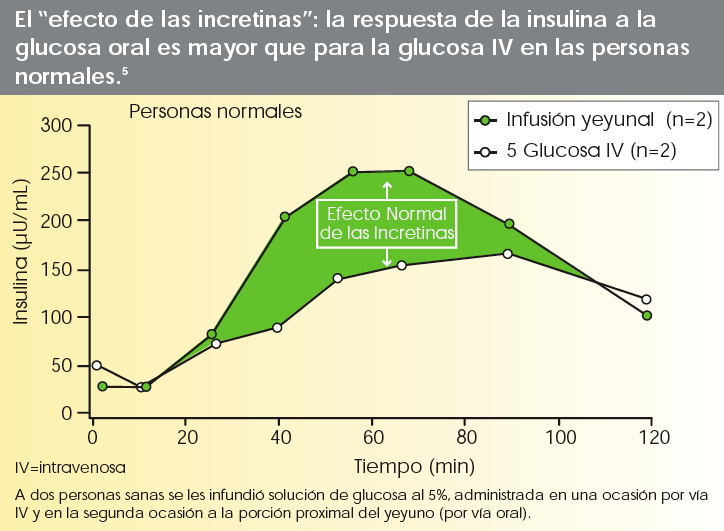 El “efecto de las incretinas”: la respuesta de la insulina a la
glucosa oral es mayor que para la glucosa IV en las personas
normales.⁵
Personas normales
Infusión yeyunal (n=2)
5 Glucosa IV (n=2)
Insulina (µU/mL)
300
250
200
150
100
50
0
Efecto Normal
de las Incretinas
0 20 40 60 80 100 120
Tiempo (min)
IV=intravenosa
A dos personas sanas se les infundió solución de glucosa al 5%, administrada en una ocasión por vía
IV y en la segunda ocasión a la porción proximal del yeyuno (por vía oral).